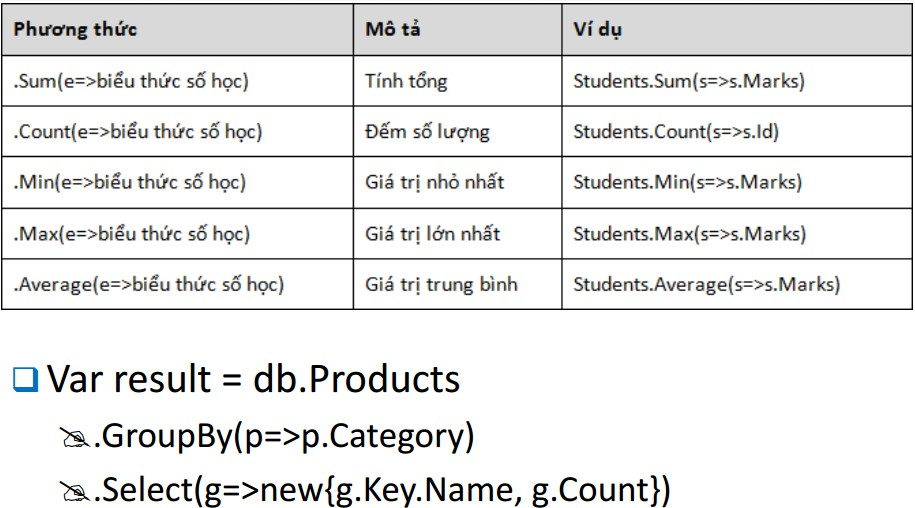 Phương thức Mô tả Ví dụ
.Sum(e=>biểu thức số học) Tính tổng Students.Sum(s=>s.Marks)
.Count(e=>biểu thức số học) Đếm số lượng Students.Count(s=>s.Id)
.Min(e=>biểu thức số học) Giá trị nhỏ nhất Students.Min(s=>s.Marks)
.Max(e=>biểu thức số học) Giá trị lớn nhất Students.Max(s=>s.Marks)
.Average(e=>biểu thức số học) Giá trị trung bình Students.Average(s=>s.Marks)
Var result = db.Products
.GroupBy(p=>p.Category)
.Select(g=>new{g.Key.Name, g.Count})